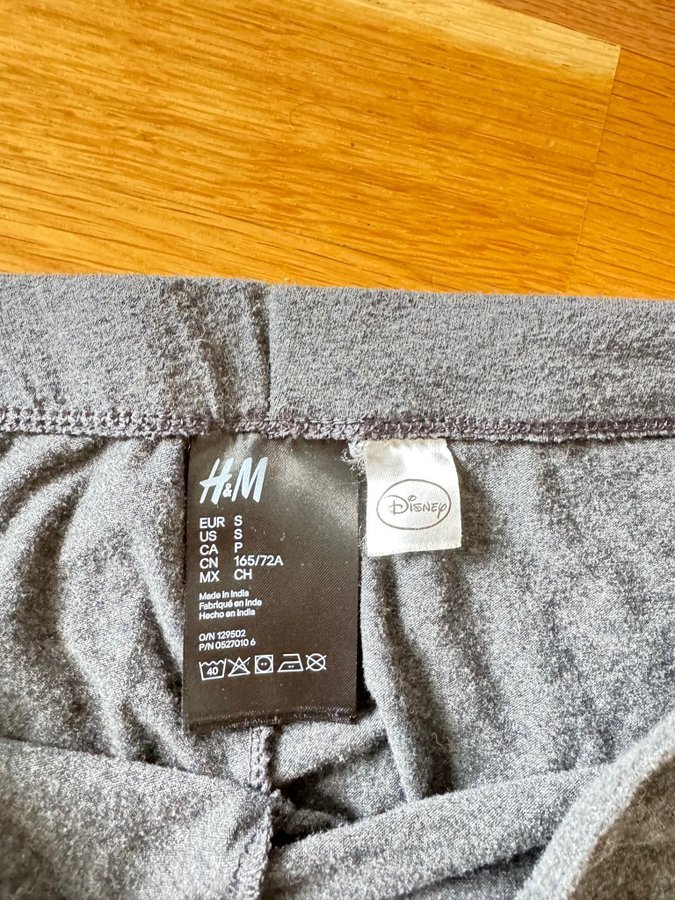 H&M
EUR S
US S
CA P
CN 165/72A
MX CH
Made in India
Fabriqué en Inde
Hecho en India
O/N 129502
P/N 0527010 6
40
Disney